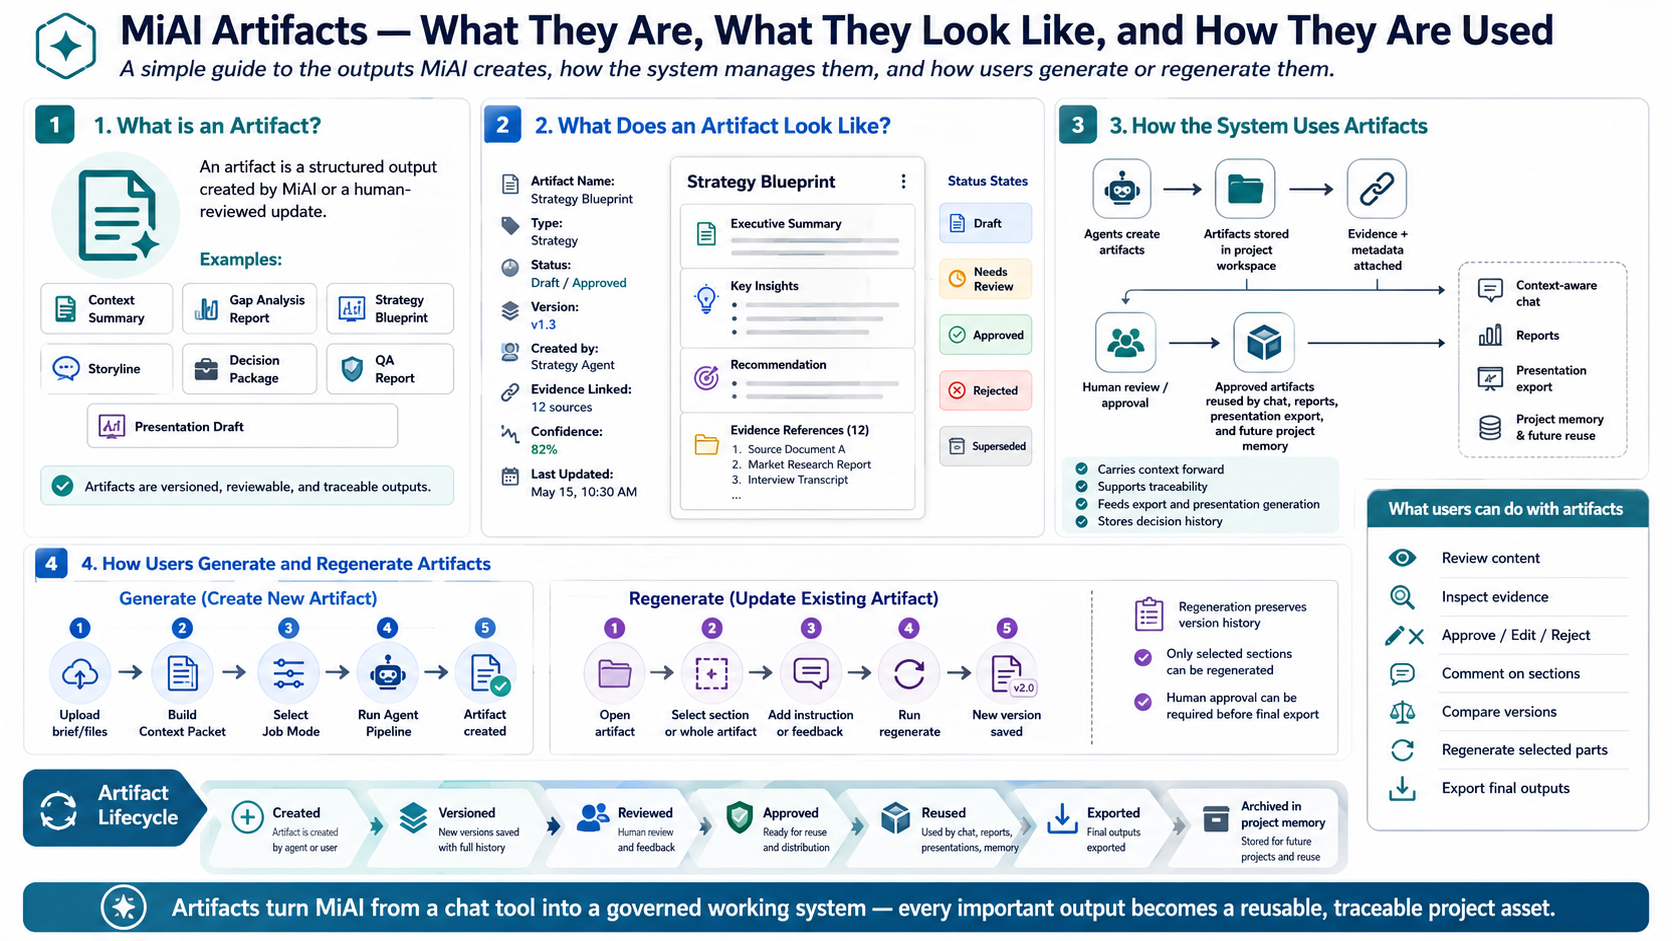 MiAI Artifacts — What They Are, What They Look Like, and How They Are Used
A simple guide to the outputs MiAI creates, how the system manages them, and how users generate or regenerate them.
1
1. What is an Artifact?
An artifact is a structured output
created by MiAI or a human-
reviewed update.
Examples:
Context
Summary
Gap Analysis
Report
Strategy
Blueprint
Storyline
Decision
Package
QA
Report
Presentation Draft
Artifacts are versioned, reviewable, and traceable outputs.
2
2. What Does an Artifact Look Like?
Artifact Name:
Strategy Blueprint
Type:
Strategy
Status:
Draft / Approved
Version:
v1.3
Created by:
Strategy Agent
Evidence Linked:
12 sources
Confidence:
82%
Last Updated:
May 15, 10:30 AM
Strategy Blueprint
Executive Summary
Key Insights
Recommendation
Evidence References (12)
1. Source Document A
2. Market Research Report
3. Interview Transcript
...
Status States
Draft
Needs
Review
Approved
Rejected
Superseded
3
3. How the System Uses Artifacts
Agents create
artifacts
Artifacts stored
in project
workspace
Evidence +
metadata
attached
Human review /
approval
Approved artifacts
reused by chat, reports,
presentation export,
and future project
memory
Context-aware
chat
Reports
Presentation
export
Project memory
& future reuse
Carries context forward
Supports traceability
Feeds export and presentation generation
Stores decision history
What users can do with artifacts
Review content
Inspect evidence
Approve / Edit / Reject
Comment on sections
Compare versions
Regenerate selected parts
Export final outputs
4
4. How Users Generate and Regenerate Artifacts
Generate (Create New Artifact)
1
2
3
4
5
Upload
brief/files
Build
Context Packet
Select
Job Mode
Run Agent
Pipeline
Artifact
created
Regenerate (Update Existing Artifact)
1
2
3
4
5
v2.0
Open
artifact
Select section
or whole artifact
Add instruction
or feedback
Run
regenerate
New version
saved
Regeneration preserves
version history
Only selected sections
can be regenerated
Human approval can be
required before final export
Artifact
Lifecycle
Created
Artifact is created
by agent or user
Versioned
New versions saved
with full history
Reviewed
Human review
and feedback
Approved
Ready for reuse
and distribution
Reused
Used by chat, reports,
presentations, memory
Exported
Final outputs
exported
Archived in
project memory
Stored for future
projects and reuse
Artifacts turn MiAI from a chat tool into a governed working system — every important output becomes a reusable, traceable project asset.